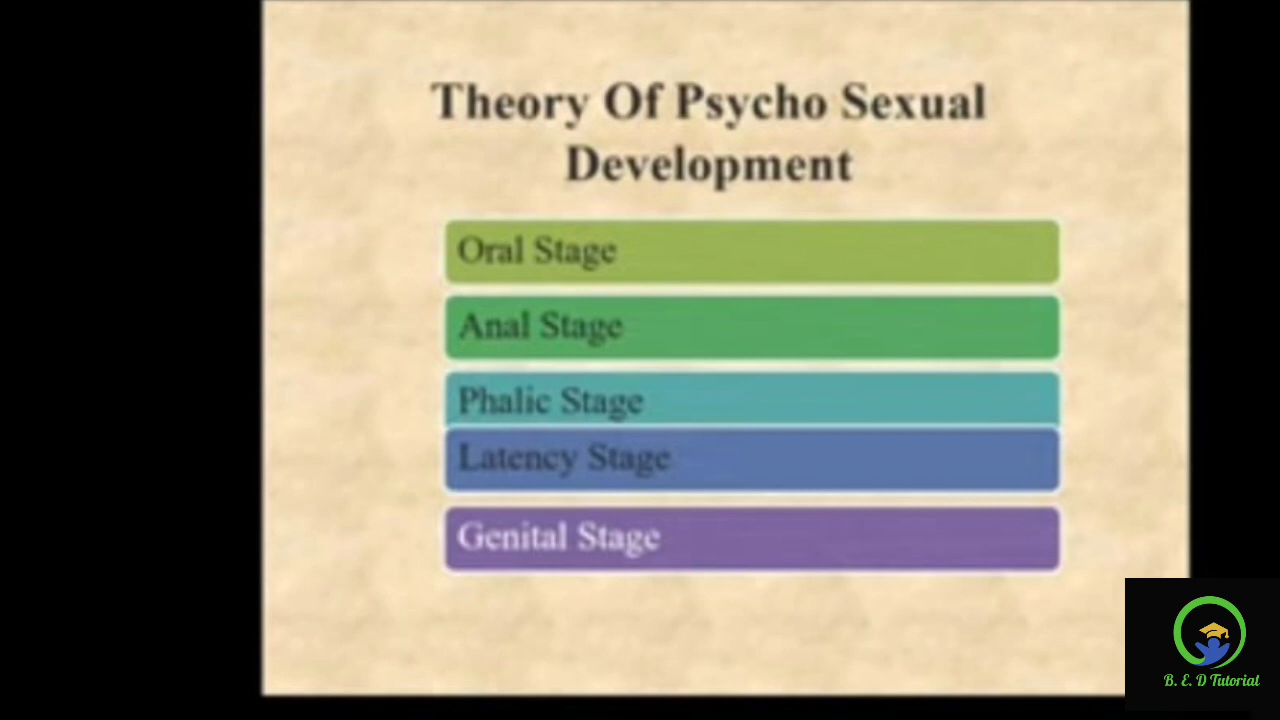 Theory Of Psycho Sexual
Development
Oral Stage
Anal Stage
Phalic Stage
Latency Stage
Genital Stage
B. E. D Tutorial